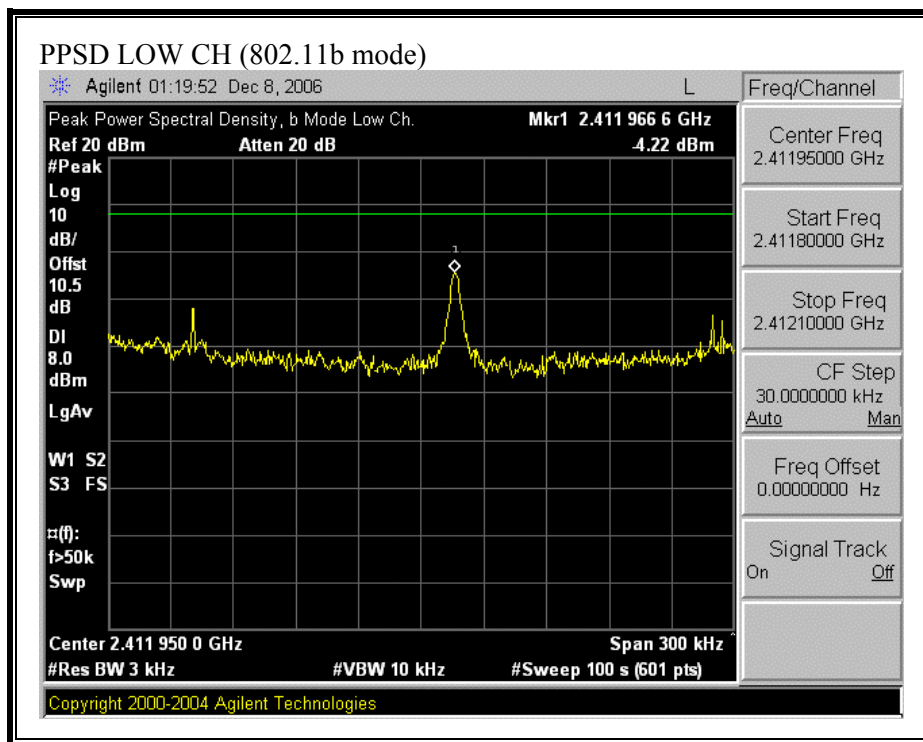 PPSD LOW CH (802.11b mode)
Agilent 01:19:52 Dec 8, 2006 L
Peak Power Spectral Density, b Mode Low Ch. Mkr1 2.411 966 6 GHz
Ref 20 dBm Atten 20 dB -4.22 dBm
#Peak
Log
10
dB/
Offst
10.5
dB
DI
8.0
dBm
LgAv
W1 S2
S3 FS
¤(f):
f>50k
Swp
1
Center 2.411 950 0 GHz Span 300 kHz
#Res BW 3 kHz #VBW 10 kHz #Sweep 100 s (601 pts)
Copyright 2000-2004 Agilent Technologies
Freq/Channel
Center Freq
2.41195000 GHz
Start Freq
2.41180000 GHz
Stop Freq
2.41210000 GHz
CF Step
30.0000000 kHz
Auto Man
Freq Offset
0.00000000 Hz
Signal Track
On Off